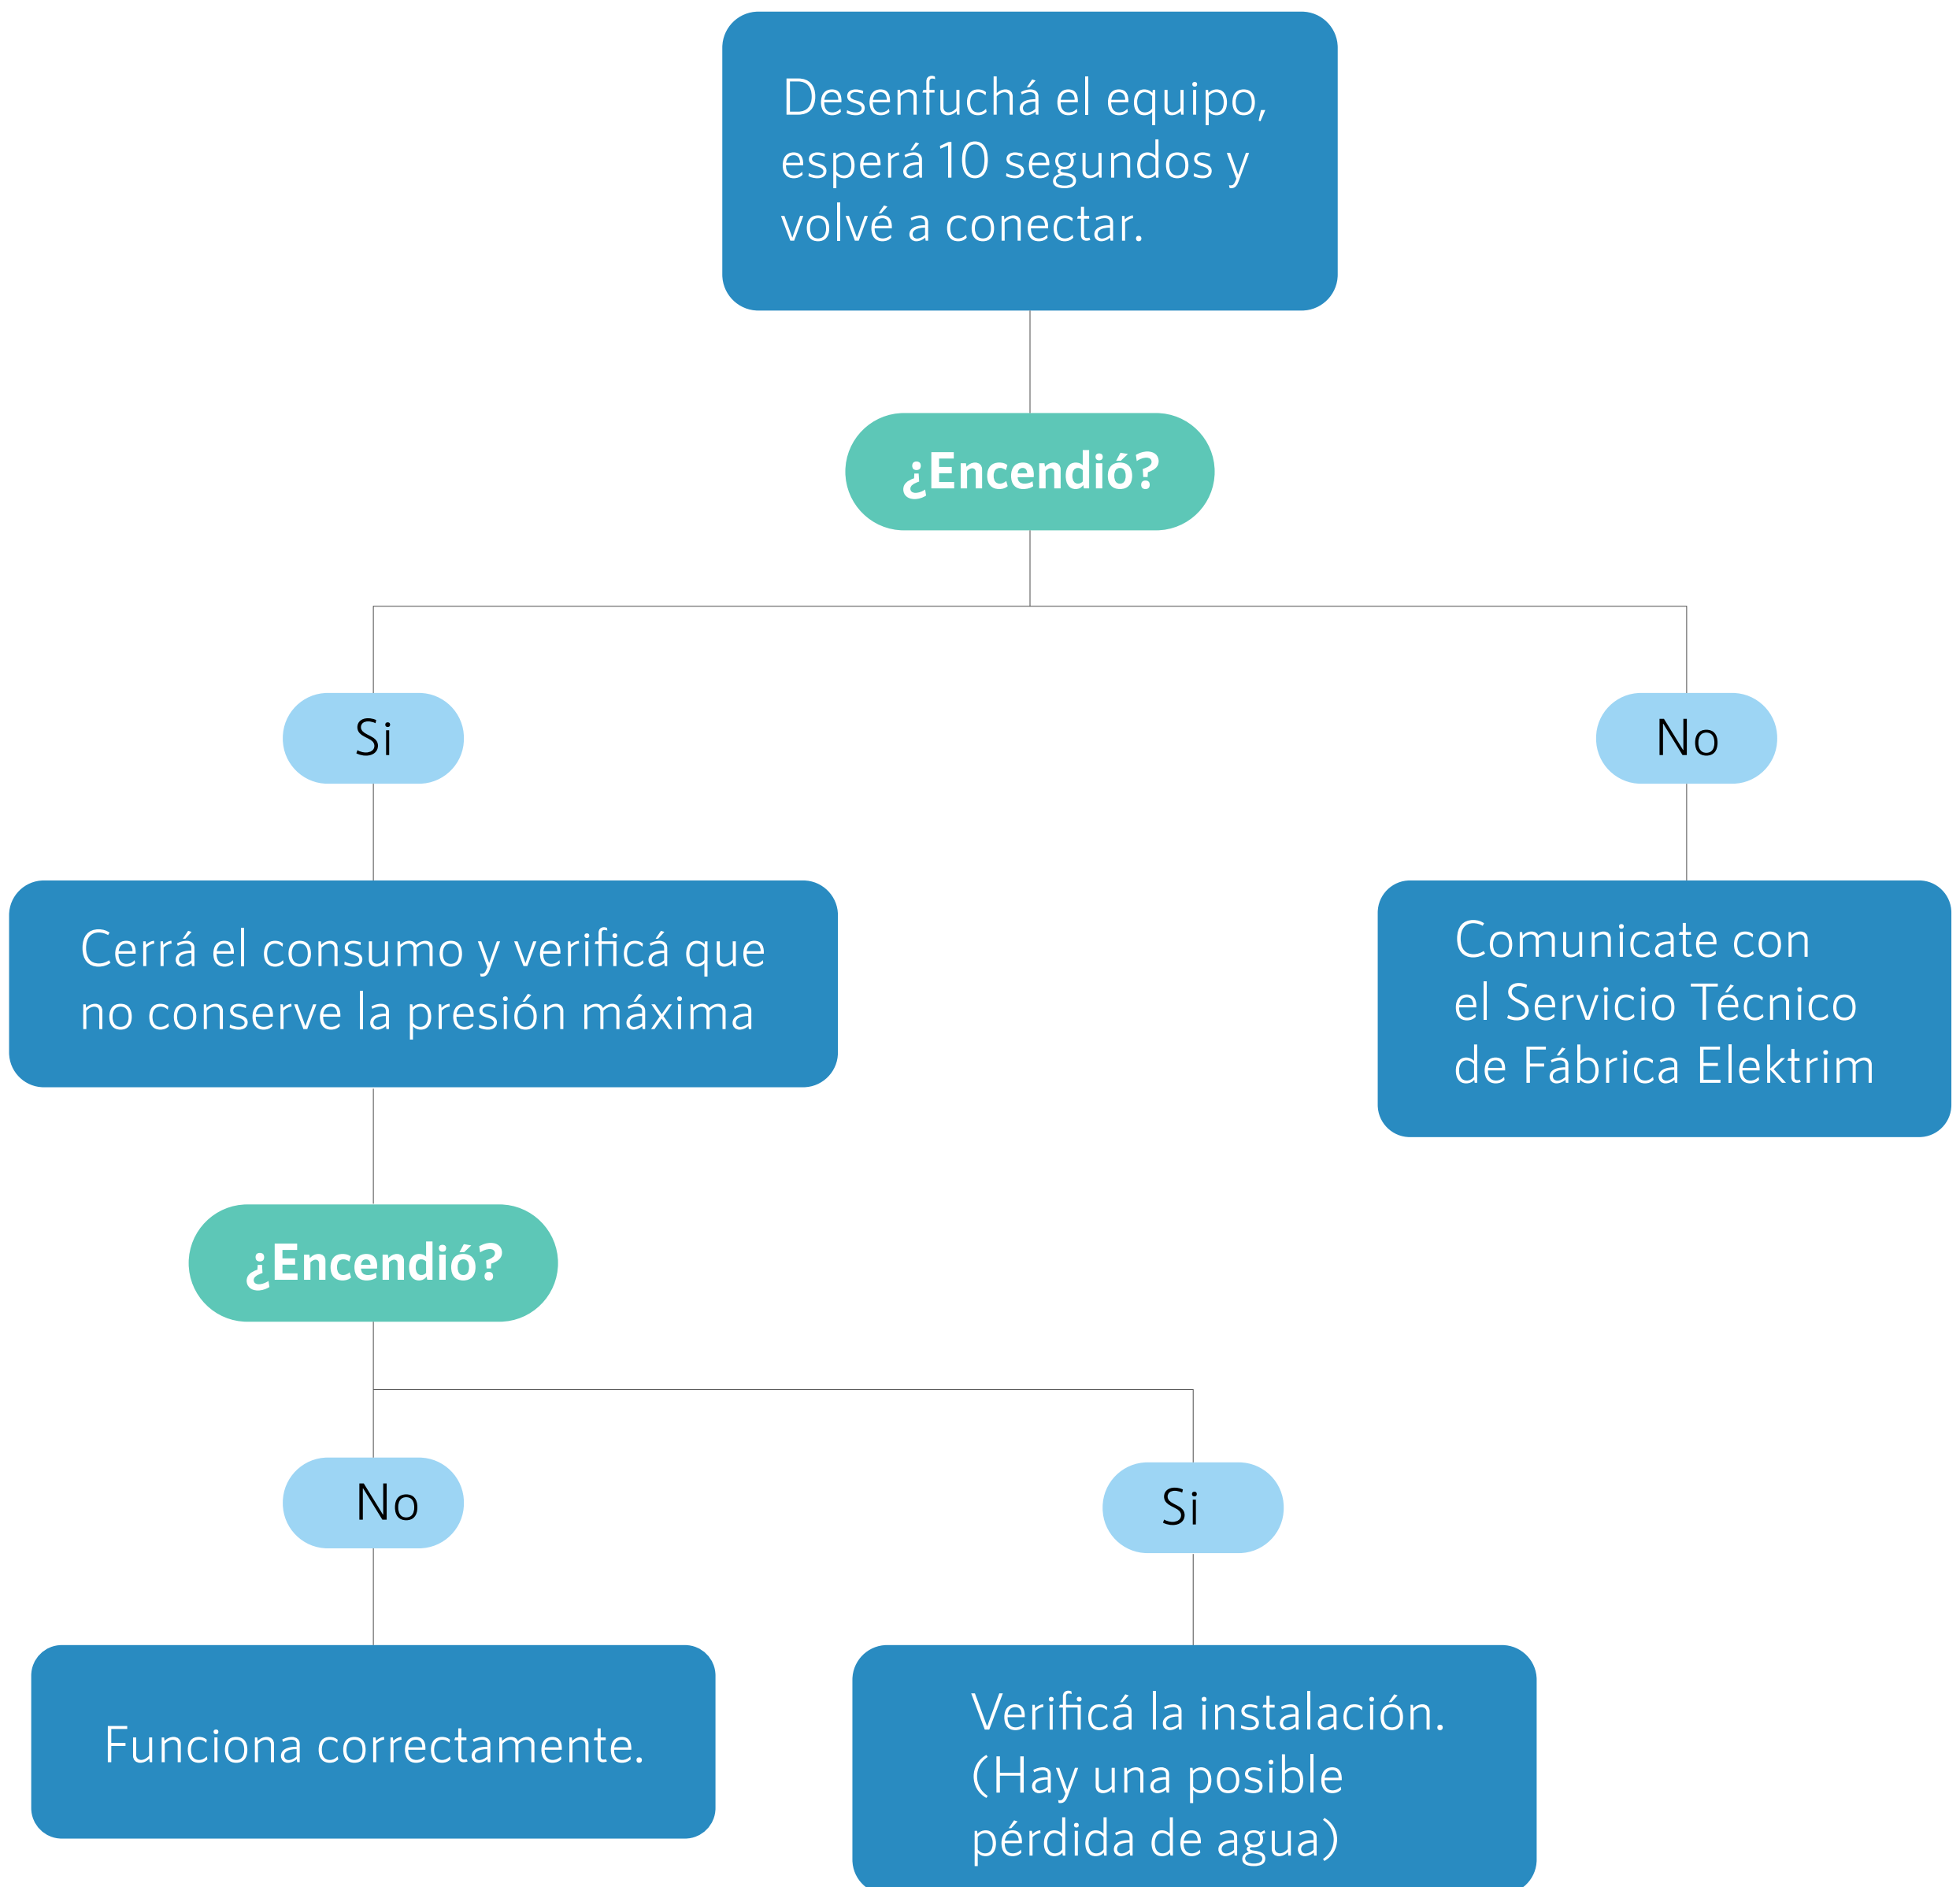 Desenfuchá el equipo,
esperá 10 segundos y
volvé a conectar.
¿Encendió?
Si
No
Cerrá el consumo y verificá que
no conserve la presión máxima
Comunicate con
el Servicio Técnico
de Fábrica Elektrim
¿Encendió?
No
Si
Funciona correctamente.
Verificá la instalación.
(Hay una posible
pérdida de agua)